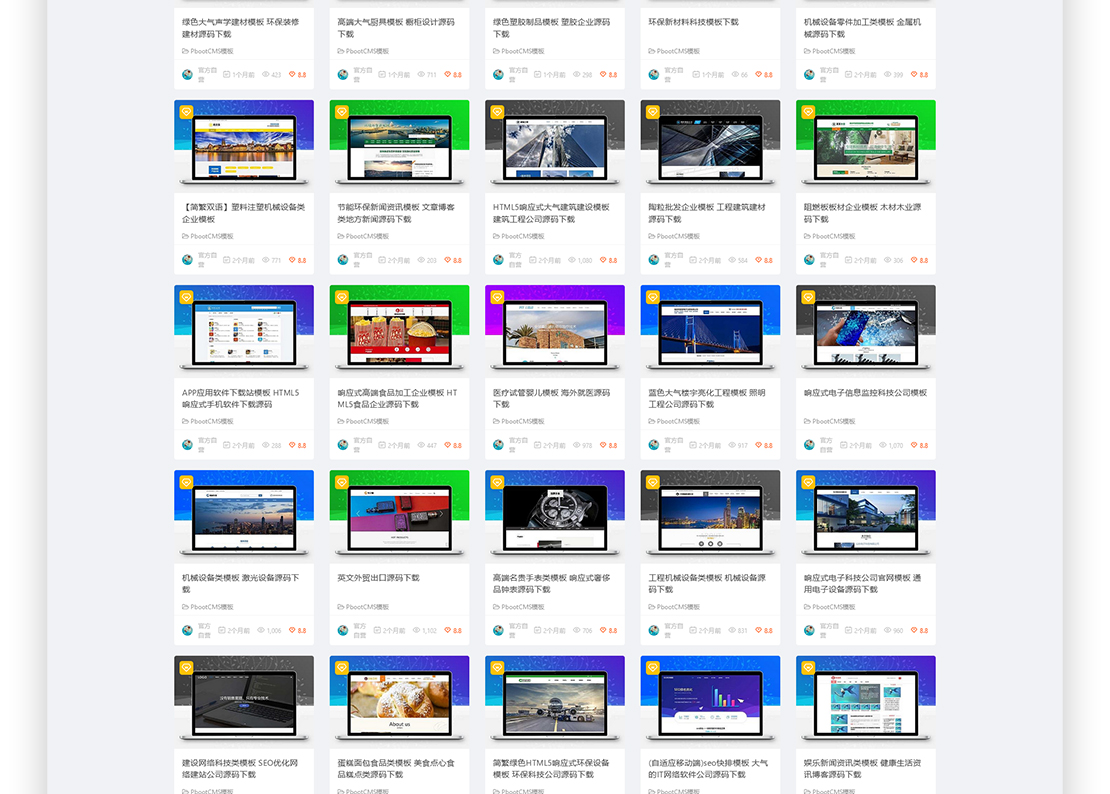 绿色大气声学建材模板 环保装修
建材源码下载
PbootCMS模板
官方自营 1个月前 423 8.8
高端大气厨具模板 橱柜设计源码
下载
PbootCMS模板
官方自营 1个月前 711 8.8
绿色塑胶制品模板 塑胶企业源码
下载
PbootCMS模板
官方自营 1个月前 298 8.8
环保新材料科技模板下载
PbootCMS模板
官方自营 1个月前 66 8.8
机械设备零件加工类模板 金属机
械源码下载
PbootCMS模板
官方自营 2个月前 399 8.8
【简繁双语】塑料注塑机械设备类
企业模板
PbootCMS模板
官方自营 2个月前 771 8.8
节能环保新闻资讯模板 文章博客
类地方新闻源码下载
PbootCMS模板
官方自营 2个月前 203 8.8
HTML5响应式大气建筑建设模板
建筑工程公司源码下载
PbootCMS模板
官方自营 2个月前 1,080 8.8
陶粒批发企业模板 工程建筑建材
源码下载
PbootCMS模板
官方自营 2个月前 564 8.8
阻燃板板材企业模板 木材木业源
码下载
PbootCMS模板
官方自营 2个月前 306 8.8
APP应用软件下载站模板 HTML5
响应式手机软件下载源码
PbootCMS模板
官方自营 2个月前 288 8.8
响应式高端食品加工企业模板 HT
ML5食品企业源码下载
PbootCMS模板
官方自营 2个月前 447 8.8
医疗试管婴儿模板 海外就医源码
下载
PbootCMS模板
官方自营 2个月前 978 8.8
蓝色大气楼宇亮化工程模板 照明
工程公司源码下载
PbootCMS模板
官方自营 2个月前 917 8.8
响应式电子信息监控科技公司模板
PbootCMS模板
官方自营 2个月前 1,070 8.8
机械设备类模板 激光设备源码下
载
PbootCMS模板
官方自营 2个月前 1,006 8.8
英文外贸出口源码下载
PbootCMS模板
官方自营 2个月前 1,102 8.8
高端名贵手表类模板 响应式奢侈
品钟表源码下载
PbootCMS模板
官方自营 2个月前 706 8.8
工程机械设备类模板 机械设备源
码下载
PbootCMS模板
官方自营 2个月前 831 8.8
响应式电子科技公司官网模板 通
用电子设备源码下载
PbootCMS模板
官方自营 2个月前 960 8.8
没有销售套路，只有专业技术
建设网络科技类模板 SEO优化网
络建站公司源码下载
PbootCMS模板
About us
蛋糕面包食品类模板 美食点心食
品糕点类源码下载
PbootCMS模板
简繁绿色HTML5响应式环保设备
模板 环保科技公司源码下载
PbootCMS模板
(自适应移动端)seo快排模板 大气
的IT网络软件公司源码下载
PbootCMS模板
娱乐新闻资讯类模板 健康生活资
讯博客源码下载
PbootCMS模板